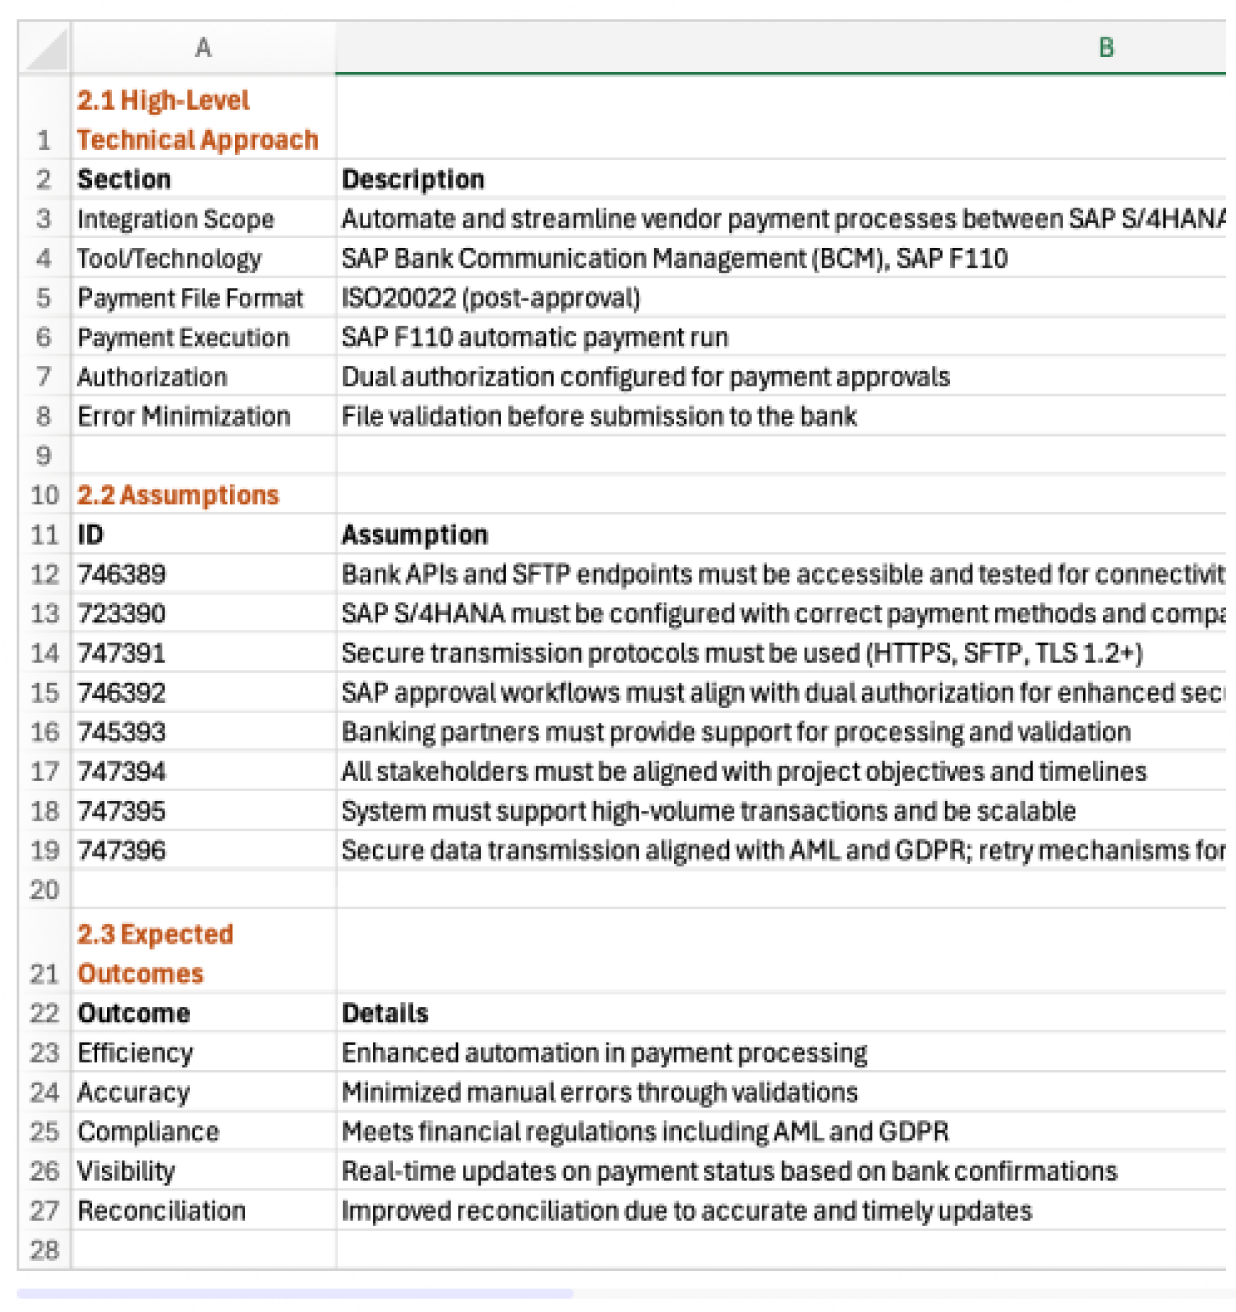 A B
2.1 High-Level
1 Technical Approach
2 Section Description
3 Integration Scope Automate and streamline vendor payment processes between SAP S/4HANA
4 Tool/Technology SAP Bank Communication Management (BCM), SAP F110
5 Payment File Format ISO20022 (post-approval)
6 Payment Execution SAP F110 automatic payment run
7 Authorization Dual authorization configured for payment approvals
8 Error Minimization File validation before submission to the bank
9
10 2.2 Assumptions
11 ID Assumption
12 746389 Bank APIs and SFTP endpoints must be accessible and tested for connectivit
13 723390 SAP S/4HANA must be configured with correct payment methods and compa
14 747391 Secure transmission protocols must be used (HTTPS, SFTP, TLS 1.2+)
15 746392 SAP approval workflows must align with dual authorization for enhanced sec
16 745393 Banking partners must provide support for processing and validation
17 747394 All stakeholders must be aligned with project objectives and timelines
18 747395 System must support high-volume transactions and be scalable
19 747396 Secure data transmission aligned with AML and GDPR; retry mechanisms for
20
2.3 Expected
21 Outcomes
22 Outcome Details
23 Efficiency Enhanced automation in payment processing
24 Accuracy Minimized manual errors through validations
25 Compliance Meets financial regulations including AML and GDPR
26 Visibility Real-time updates on payment status based on bank confirmations
27 Reconciliation Improved reconciliation due to accurate and timely updates
28